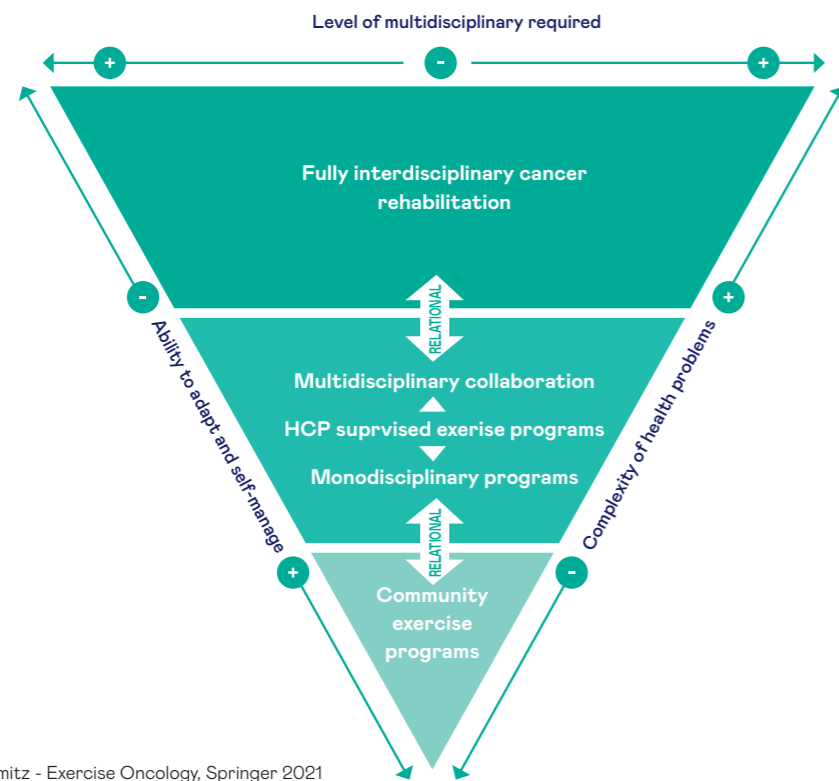 Level of multidisciplinary required
+
-
+
Fully interdisciplinary cancer
rehabilitation
-
+
RELATIONAL
Ability to adapt and self-manage
Complexity of health problems
Multidisciplinary collaboration
HCP suprvised exerise programs
Monodisciplinary programs
RELATIONAL
+
-
Community
exercise
programs
- Exercise Oncology, Springer 2021